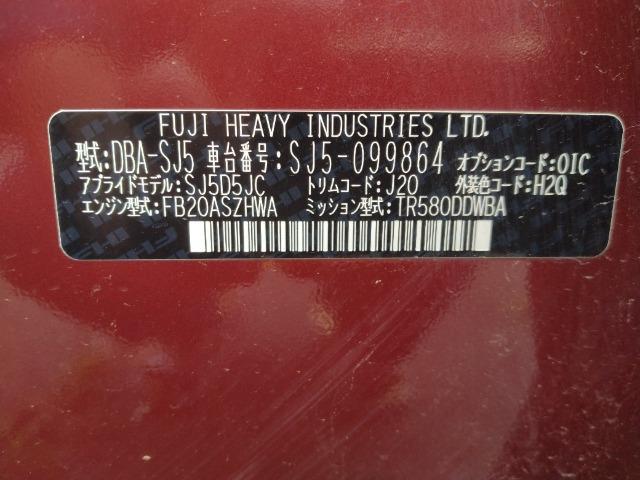 FUJI HEAVY INDUSTRIES LTD.
型式:DBA-SJ5 車台番号:SJ5-099864 オプションコード:OIC
アプライドモデル:SJ5D5JC トリムコード:J20 外装色コード:H2Q
エンジン型式:FB20ASZHWA ミッション型式:TR580DDWBA